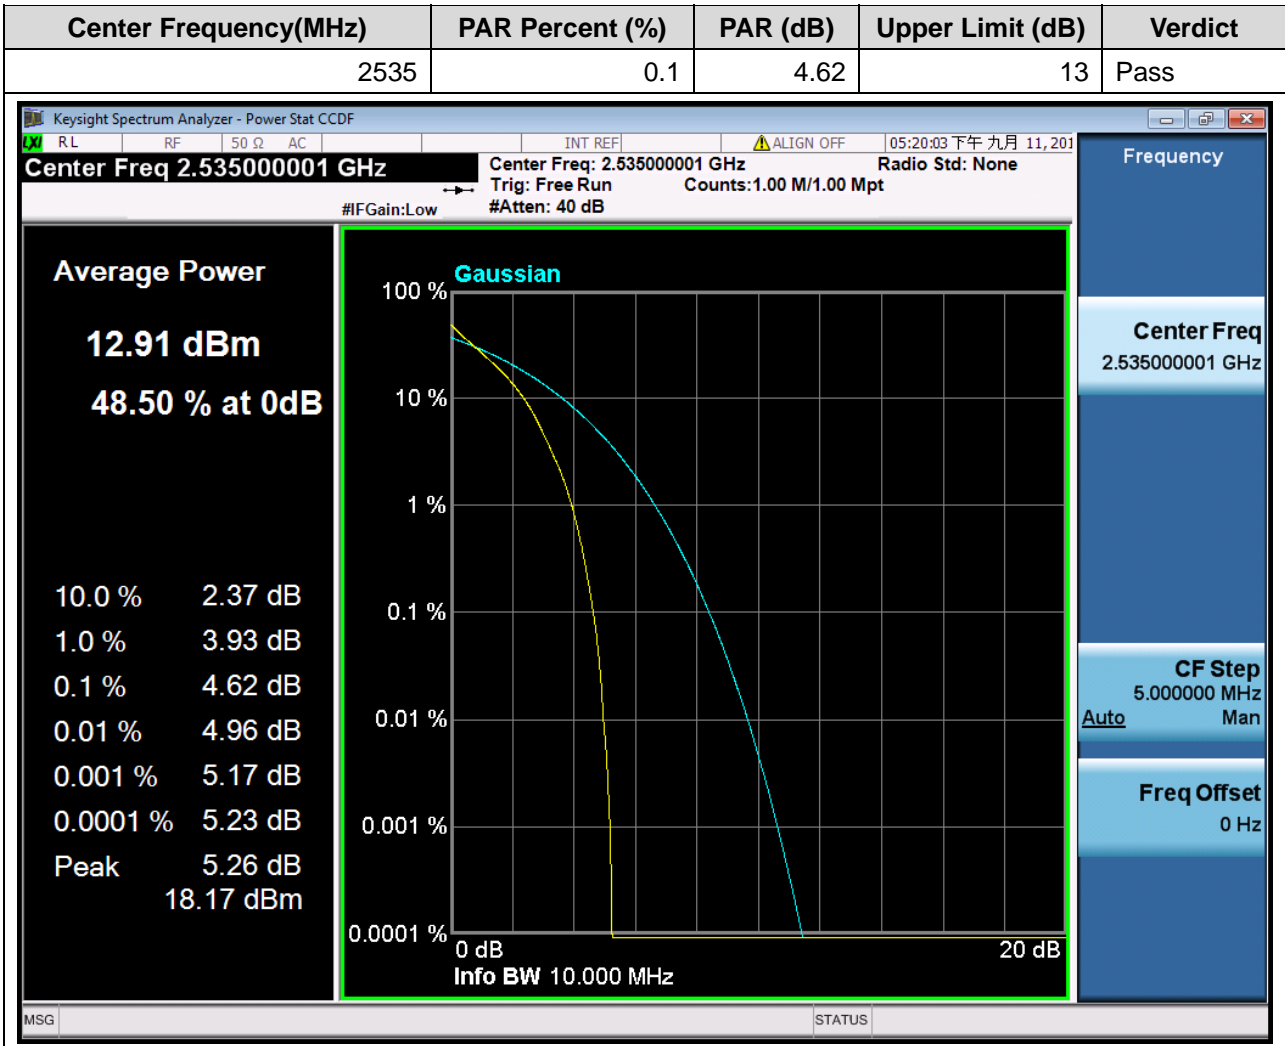 Center Frequency(MHz) PAR Percent (%) PAR (dB) Upper Limit (dB) Verdict
2535 0.1 4.62 13 Pass
Keysight Spectrum Analyzer - Power Stat CCDF
LXI RL RF 50 Ω AC INT REF ALIGN OFF 05:20:03 下午 九月 11, 201
Center Freq 2.535000001 GHz
Center Freq: 2.535000001 GHz Radio Std: None
Trig: Free Run Counts:1.00 M/1.00 Mpt
#IFGain:Low #Atten: 40 dB
Average Power
12.91 dBm
48.50 % at 0dB
10.0 % 2.37 dB
1.0 % 3.93 dB
0.1 % 4.62 dB
0.01 % 4.96 dB
0.001 % 5.17 dB
0.0001 % 5.23 dB
Peak 5.26 dB
18.17 dBm
Gaussian
100 %
10 %
1 %
0.1 %
0.01 %
0.001 %
0.0001 %
0 dB 20 dB
Info BW 10.000 MHz
Frequency
Center Freq
2.535000001 GHz
CF Step
5.000000 MHz
Auto Man
Freq Offset
0 Hz
MSG STATUS